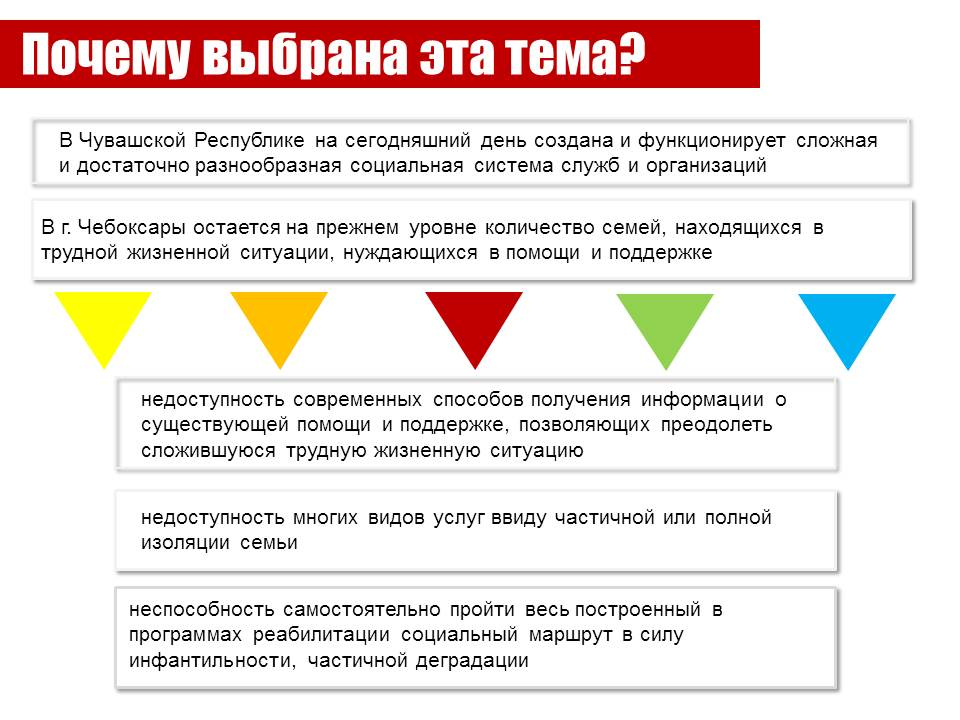 Почему выбрана эта тема?
В Чувашской Республике на сегодняшний день создана и функционирует сложная
и достаточно разнообразная социальная система служб и организаций
В г. Чебоксары остается на прежнем уровне количество семей, находящихся в
трудной жизненной ситуации, нуждающихся в помощи и поддержке
недоступность современных способов получения информации о
существующей помощи и поддержке, позволяющих преодолеть
сложившуюся трудную жизненную ситуацию
недоступность многих видов услуг ввиду частичной или полной
изоляции семьи
неспособность самостоятельно пройти весь построенный в
программах реабилитации социальный маршрут в силу
инфантильности, частичной деградации